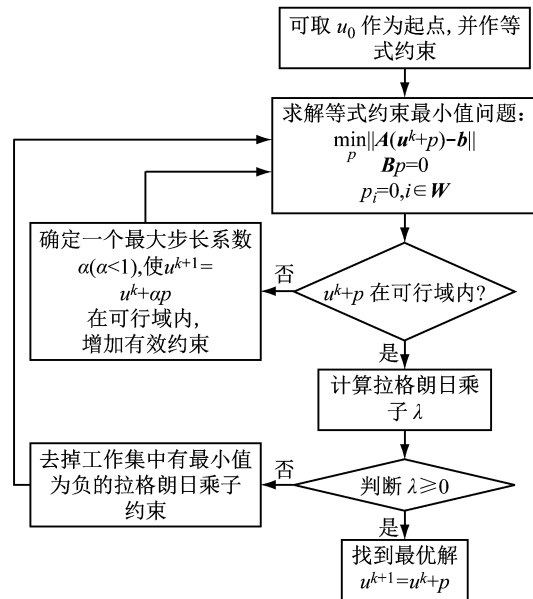 可取 u₀ 作为起点, 并作等
式约束
求解等式约束最小值问题:
min‖A(uᵏ+p)-b‖
p
Bp=0
pᵢ=0,i∈W
确定一个最大步长系数
α(α<1),使uᵏ⁺¹=
uᵏ+αp
在可行域内,
增加有效约束
否
uᵏ+p 在可行域内?
是
计算拉格朗日乘
子 λ
去掉工作集中有最小值
为负的拉格朗日乘子
约束
否
判断 λ≥0
是
找到最优解
uᵏ⁺¹=uᵏ+p